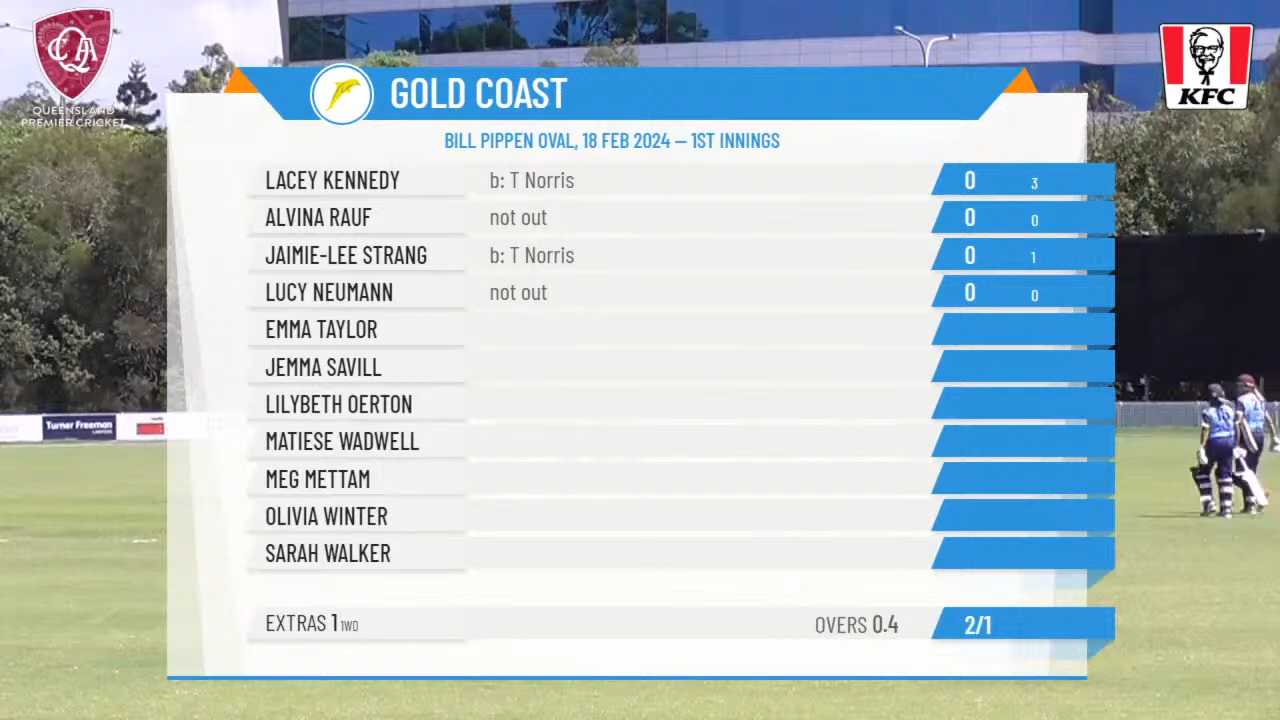 QUEENSLAND
PREMIER CRICKET
KFC
GOLD COAST
BILL PIPPEN OVAL, 18 FEB 2024 – 1ST INNINGS
LACEY KENNEDY b: T Norris 0 3
ALVINA RAUF not out 0 0
JAIMIE-LEE STRANG b: T Norris 0 1
LUCY NEUMANN not out 0 0
EMMA TAYLOR
JEMMA SAVILL
LILYBETH OERTON
MATIESE WADWELL
MEG METTAM
OLIVIA WINTER
SARAH WALKER
EXTRAS 1 1WD OVERS 0.4 2/1
Turner Freeman